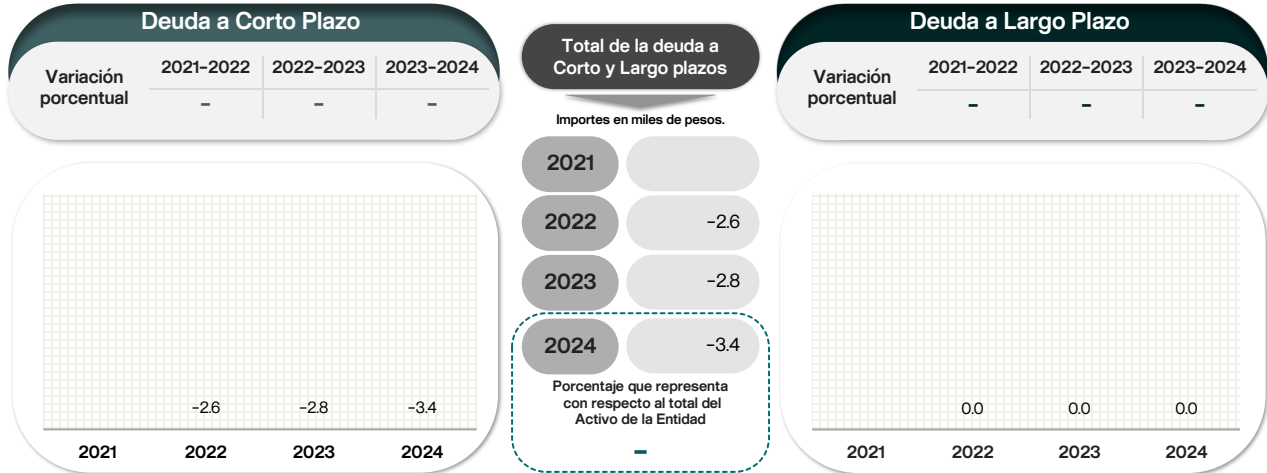 Deuda a Corto Plazo
Variación
porcentual
2021-2022 2022-2023 2023-2024
- - -
-2.6 -2.8 -3.4
2021 2022 2023 2024
Total de la deuda a
Corto y Largo plazos
Importes en miles de pesos.
2021
2022 -2.6
2023 -2.8
2024 -3.4
Porcentaje que representa
con respecto al total del
Activo de la Entidad
-
Deuda a Largo Plazo
Variación
porcentual
2021-2022 2022-2023 2023-2024
- - -
0.0 0.0 0.0
2021 2022 2023 2024